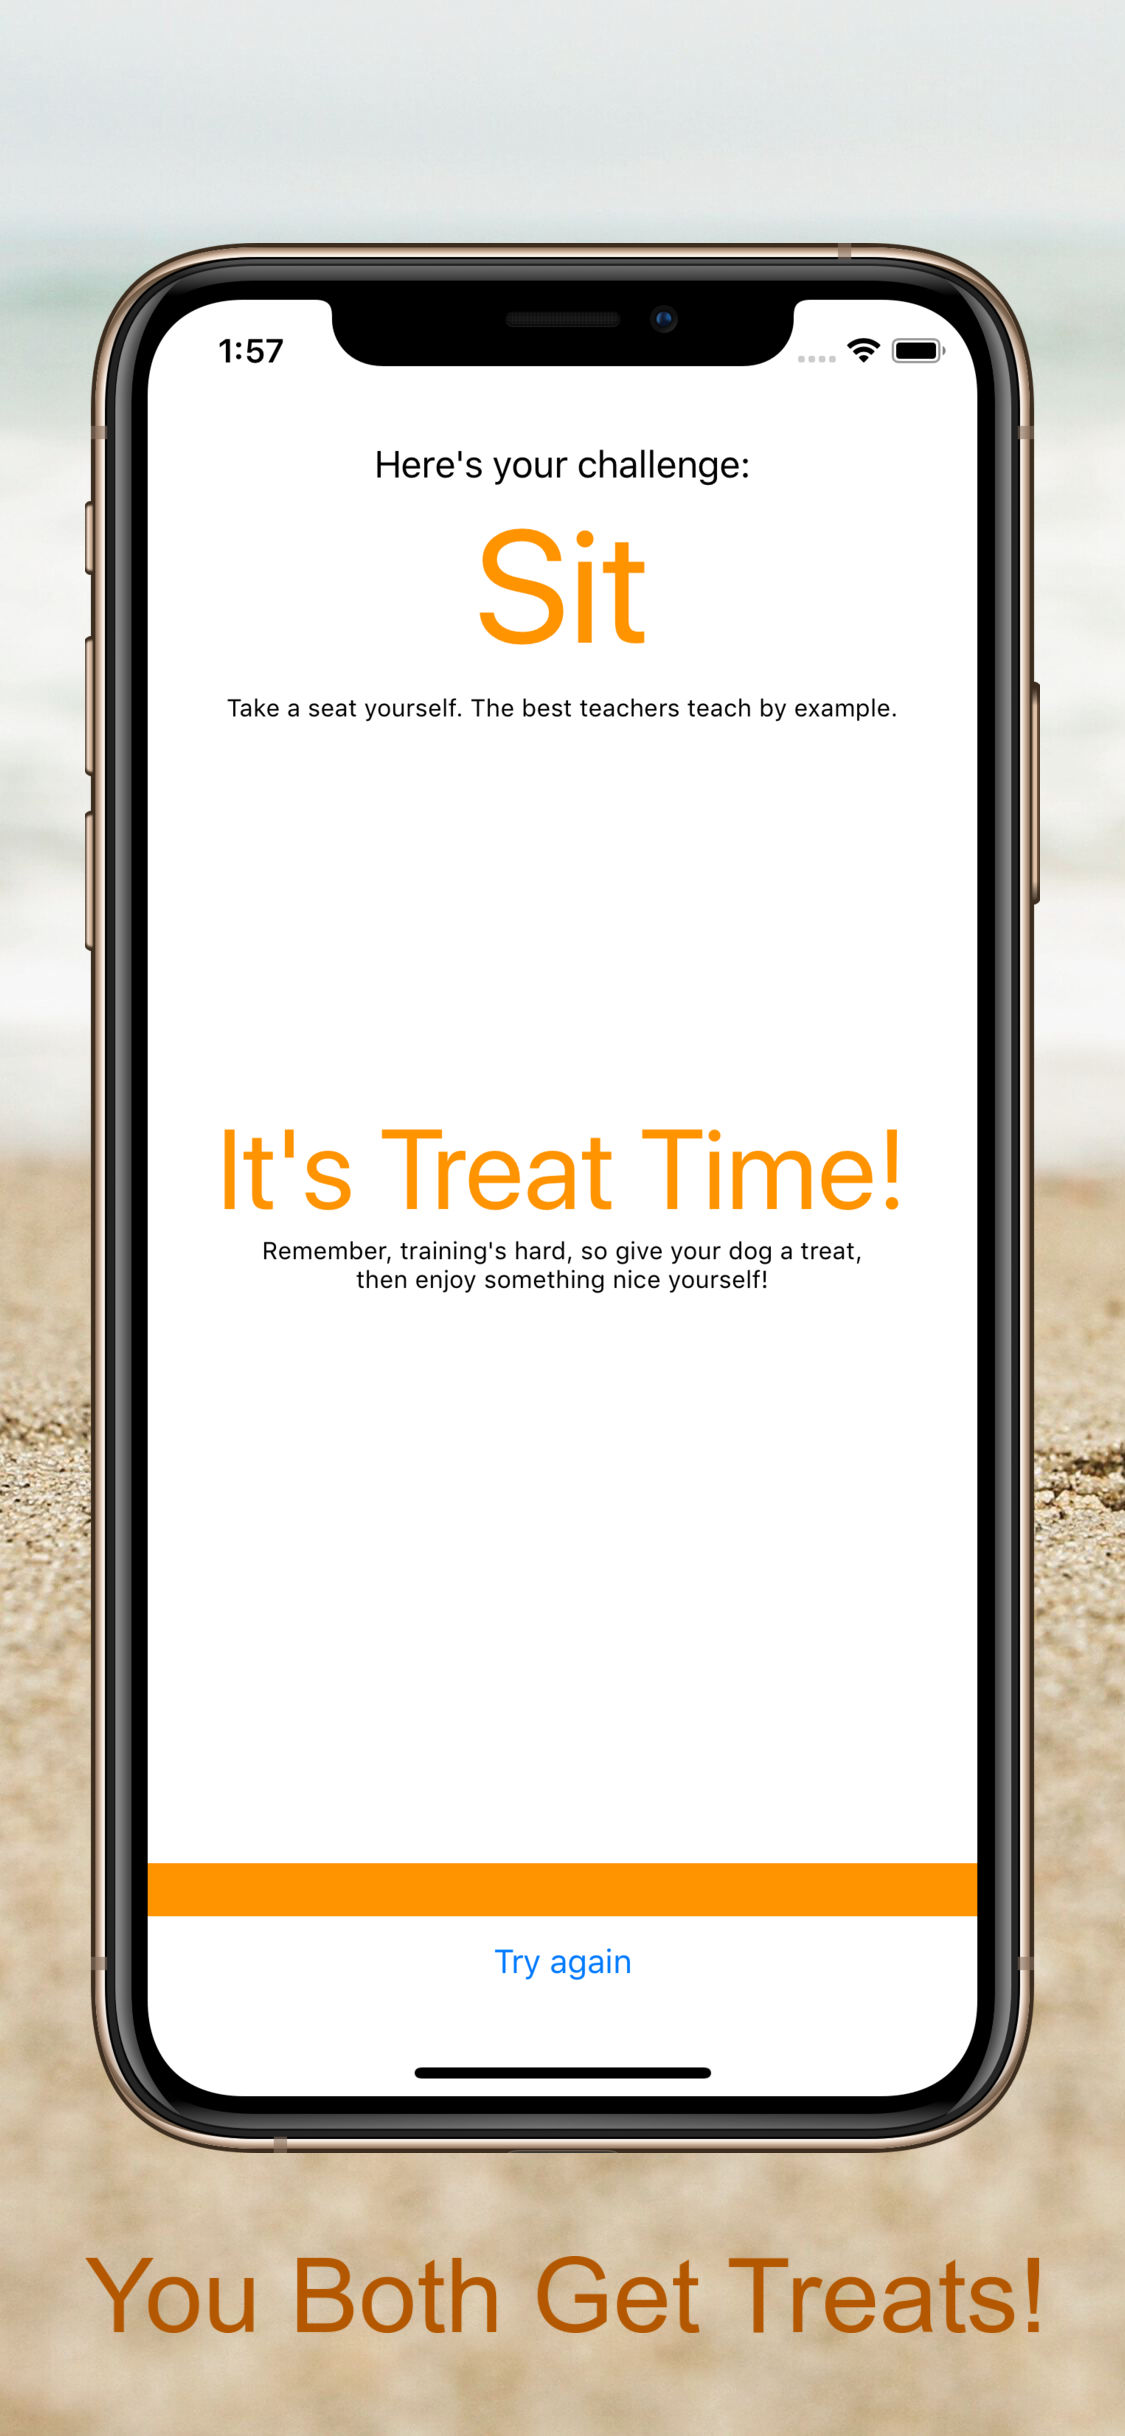 1:57
Here's your challenge:
Sit
Take a seat yourself. The best teachers teach by example.
It's Treat Time!
Remember, training's hard, so give your dog a treat,
then enjoy something nice yourself!
Try again
You Both Get Treats!